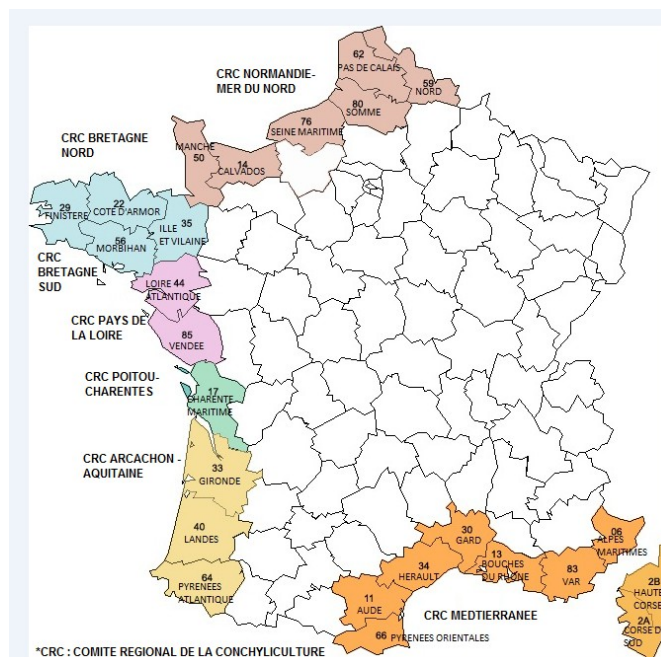 62
PAS DE CALAIS
CRC NORMANDIE-
MER DU NORD
59
NORD
80
SOMME
76
SEINE MARITIME
CRC BRETAGNE
NORD
MANCHE
50
14
CALVADOS
29
FINISTERE
22
COTE D'ARMOR
35
ILLE
ET VILAINE
56
MORBIHAN
CRC
BRETAGNE
SUD
LOIRE 44
ATLANTIQUE
CRC PAYS DE
LA LOIRE
85
VENDEE
CRC POITOU-
CHARENTES
17
CHARENTE
MARITIME
CRC ARCACHON -
AQUITAINE
33
GIRONDE
40
LANDES
64
PYRENEES
ATLANTIQUE
30
GARD
06
ALPES
MARITIMES
34
HERAULT
13
BOUCHES
DU RHONE
83
VAR
11
AUDE
CRC MEDTIERRANEE
66 PYRENEES ORIENTALES
2B
HAUTE
CORSE
2A
CORSE D
SUD
*CRC : COMITE REGIONAL DE LA CONCHYLICULTURE